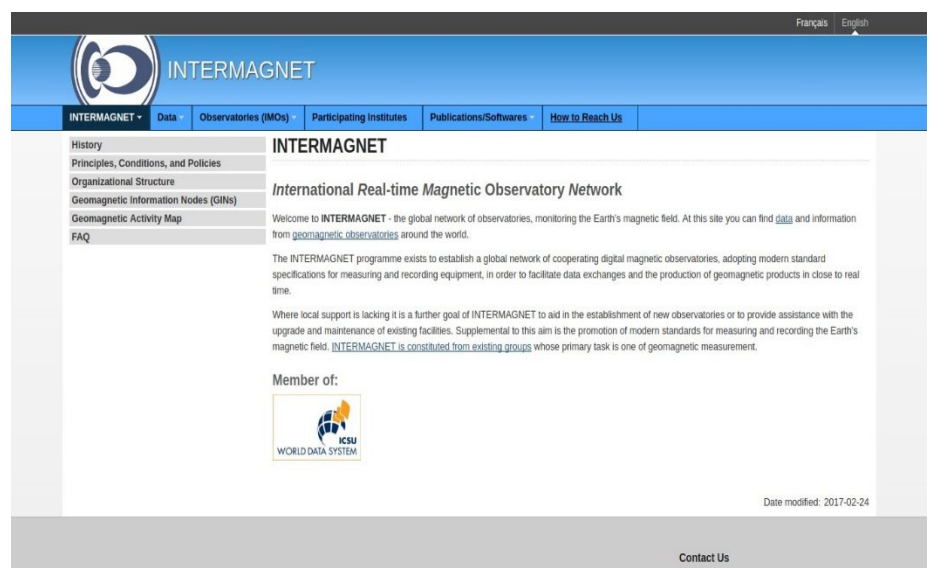 Français English
INTERMAGNET
INTERMAGNET Data Observatories (IMOs) Participating Institutes Publications/Softwares How to Reach Us
History
Principles, Conditions, and Policies
Organizational Structure
Geomagnetic Information Nodes (GINs)
Geomagnetic Activity Map
FAQ
INTERMAGNET
International Real-time Magnetic Observatory Network
Welcome to INTERMAGNET - the global network of observatories, monitoring the Earth's magnetic field. At this site you can find data and information
from geomagnetic observatories around the world.
The INTERMAGNET programme exists to establish a global network of cooperating digital magnetic observatories, adopting modern standard
specifications for measuring and recording equipment, in order to facilitate data exchanges and the production of geomagnetic products in close to real
time.
Where local support is lacking it is a further goal of INTERMAGNET to aid in the establishment of new observatories or to provide assistance with the
upgrade and maintenance of existing facilities. Supplemental to this aim is the promotion of modern standards for measuring and recording the Earth's
magnetic field. INTERMAGNET is constituted from existing groups whose primary task is one of geomagnetic measurement.
Member of:
ICSU
WORLD DATA SYSTEM
Date modified: 2017-02-24
Contact Us